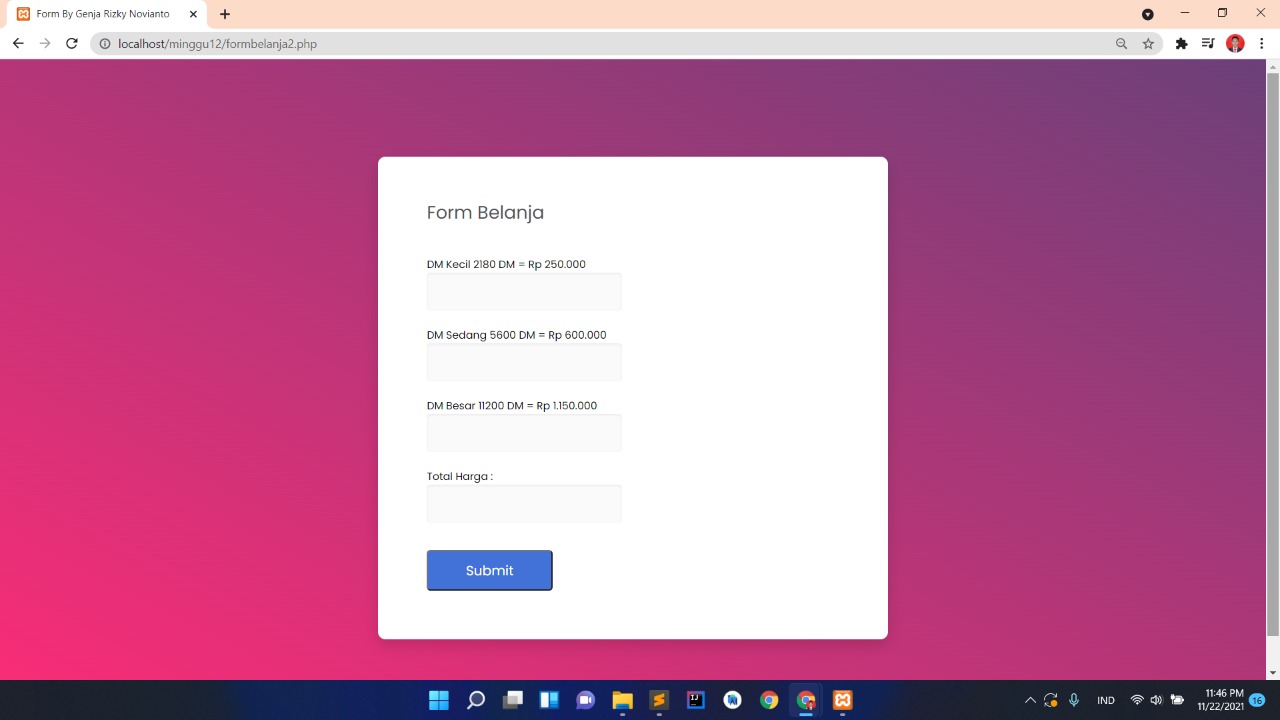 Form By Genja Rizky Novianto
localhost/minggu12/formbelanja2.php
Form Belanja
DM Kecil 2180 DM = Rp 250.000
DM Sedang 5600 DM = Rp 600.000
DM Besar 11200 DM = Rp 1.150.000
Total Harga :
Submit
IND
11:46 PM
11/22/2021
16